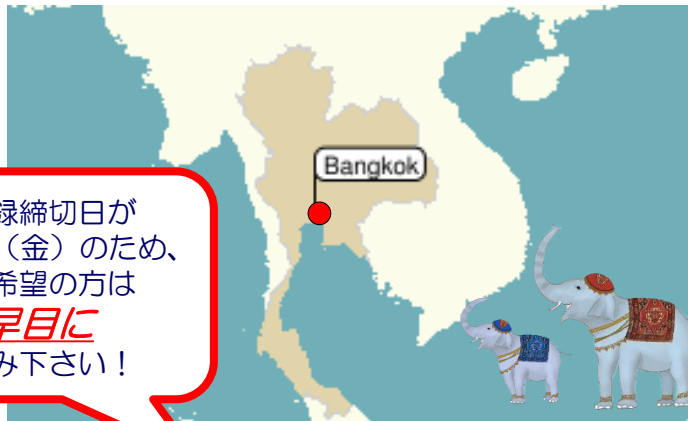 Bangkok
録締切日が
（金）のため、
希望の方は
早目に
み下さい！